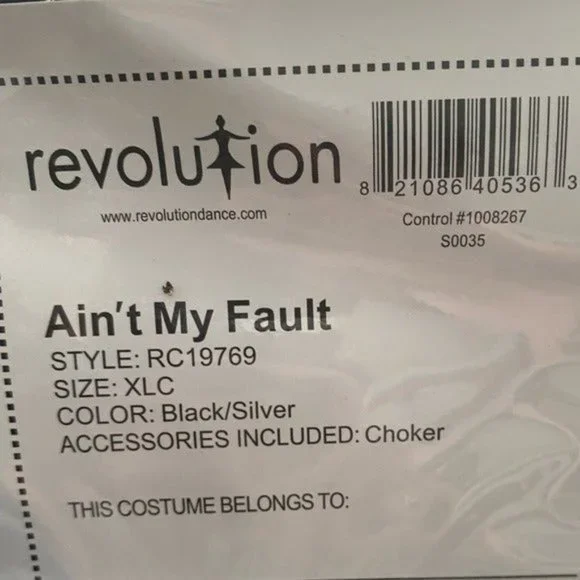 revolution
8 21086 40536 3
www.revolutiondance.com
Control #1008267
S0035
Ain't My Fault
STYLE: RC19769
SIZE: XLC
COLOR: Black/Silver
ACCESSORIES INCLUDED: Choker
THIS COSTUME BELONGS TO: